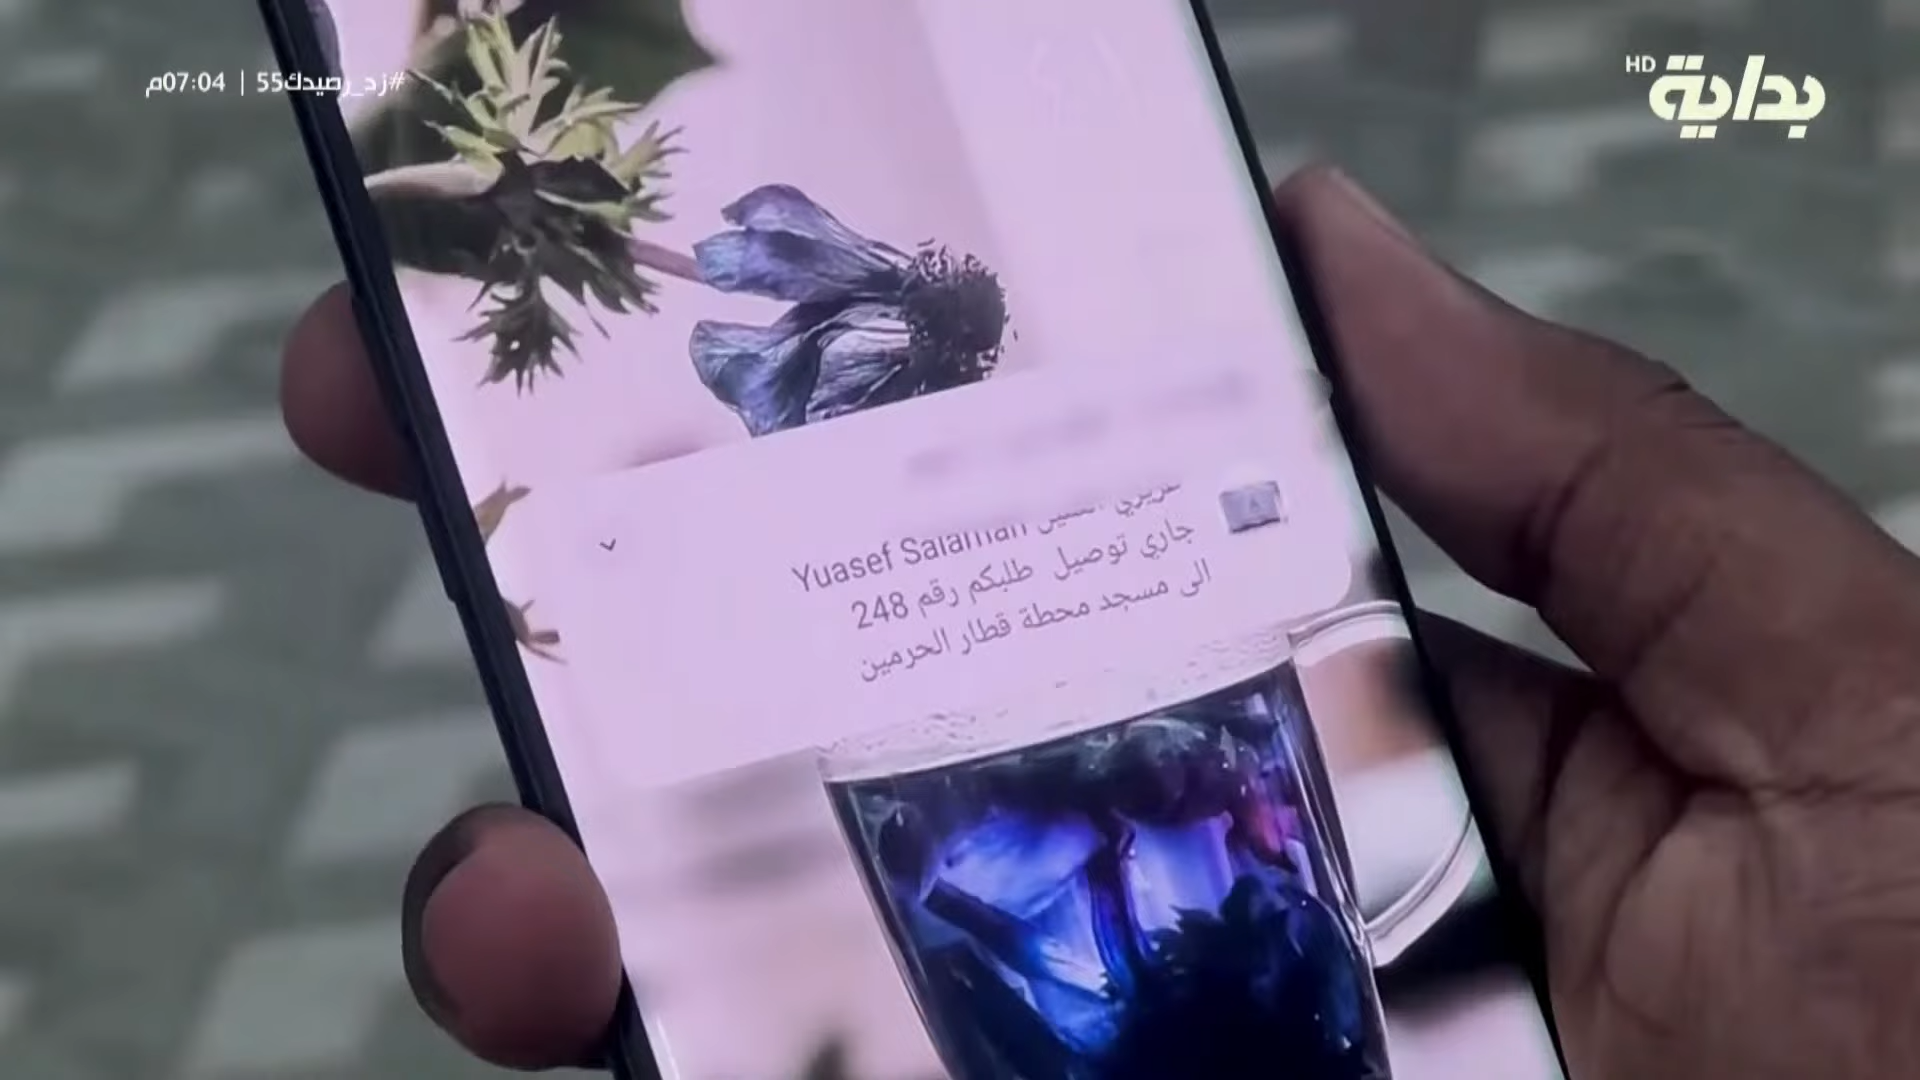 #زد_رصيدك55 | 07:04م
بداية HD
Yuasef Salaman
جاري توصيل طلبكم رقم 248
الى مسجد محطة قطار الحرمين